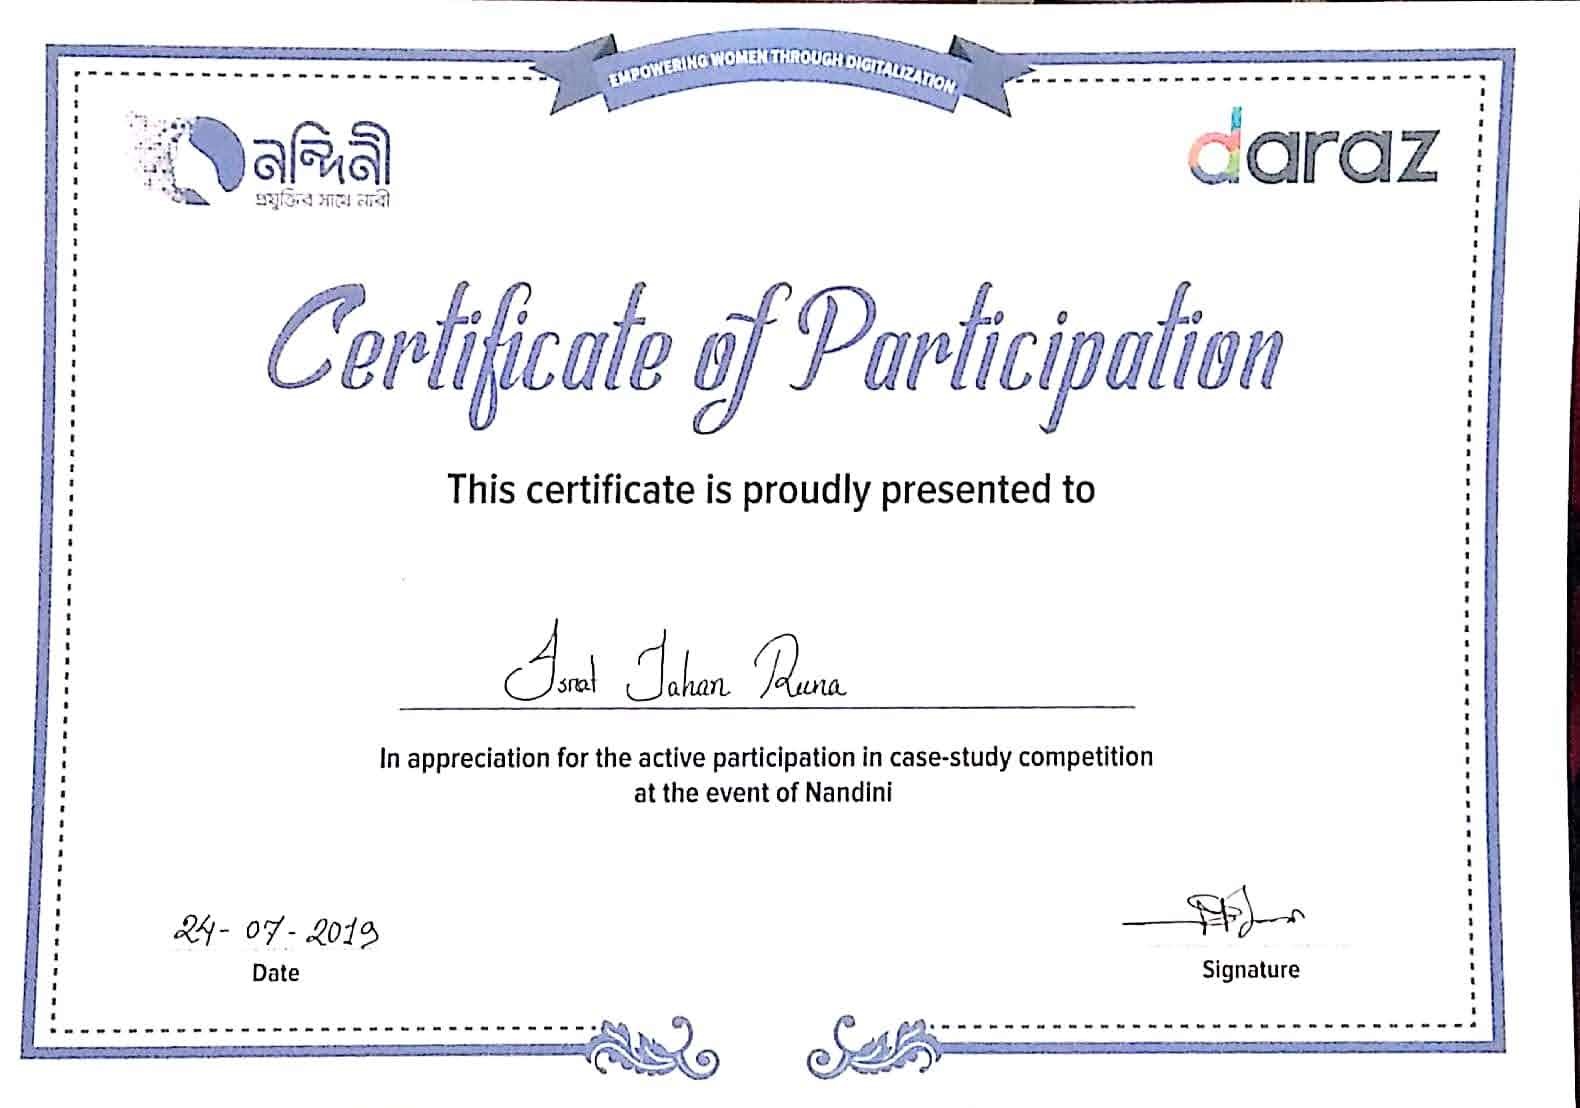 EMPOWERING WOMEN THROUGH DIGITALIZATION
নন্দিনী
প্রযুক্তির সাথে নারী
daraz
Certificate of Participation
This certificate is proudly presented to
Israt Jahan Runa
In appreciation for the active participation in case-study competition
at the event of Nandini
24-07-2019
Date
Signature